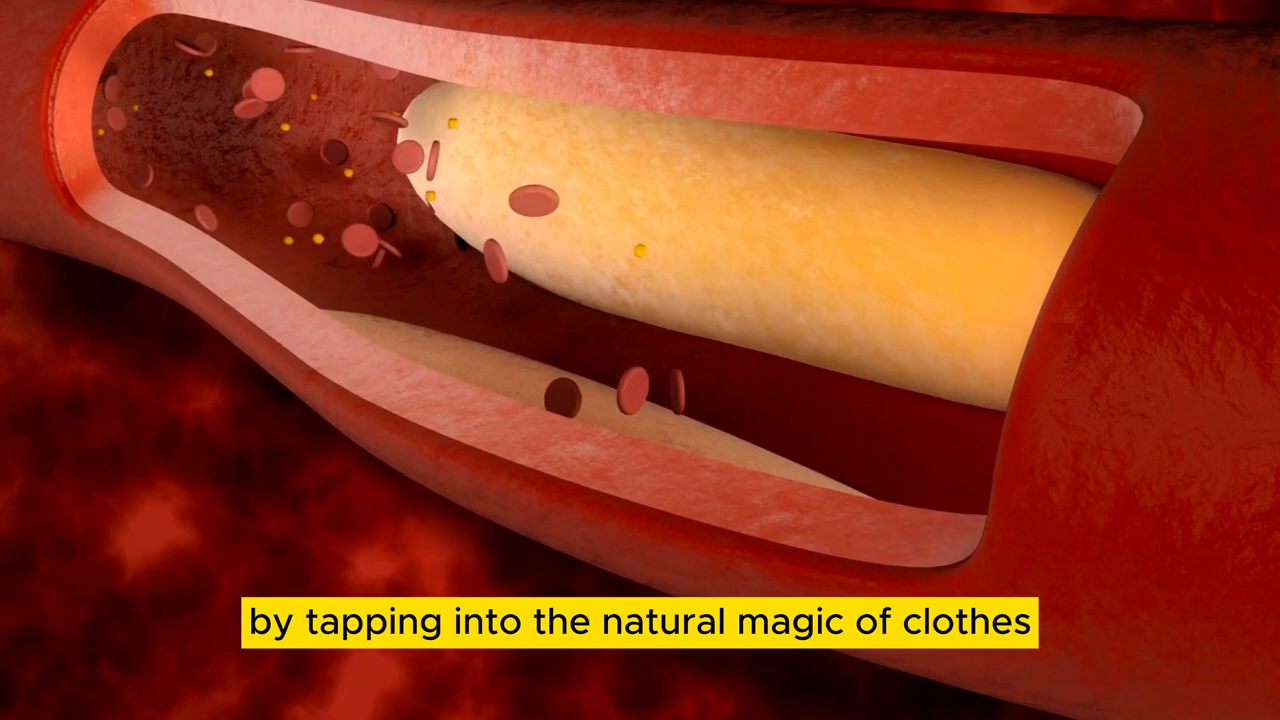 by tapping into the natural magic of clothes